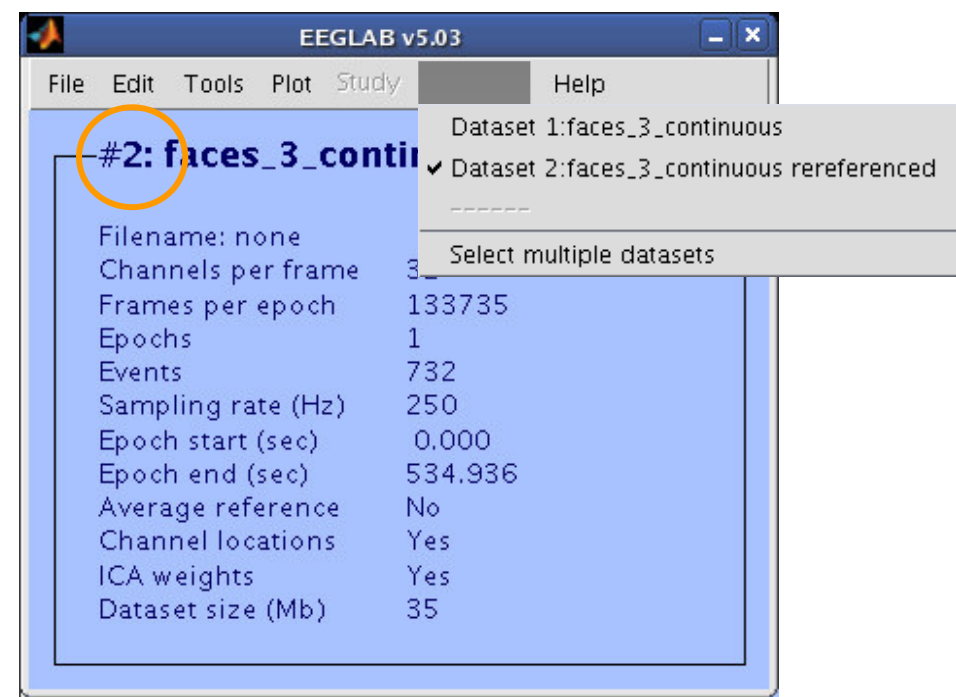 EEGLAB v5.03
File Edit Tools Plot Study Help
Dataset 1:faces_3_continuous
#2: faces_3_contin
✔ Dataset 2:faces_3_continuous rereferenced
------
Select multiple datasets
Filename: none
Channels per frame
Frames per epoch 133735
Epochs 1
Events 732
Sampling rate (Hz) 250
Epoch start (sec) 0.000
Epoch end (sec) 534.936
Average reference No
Channel locations Yes
ICA weights Yes
Dataset size (Mb) 35